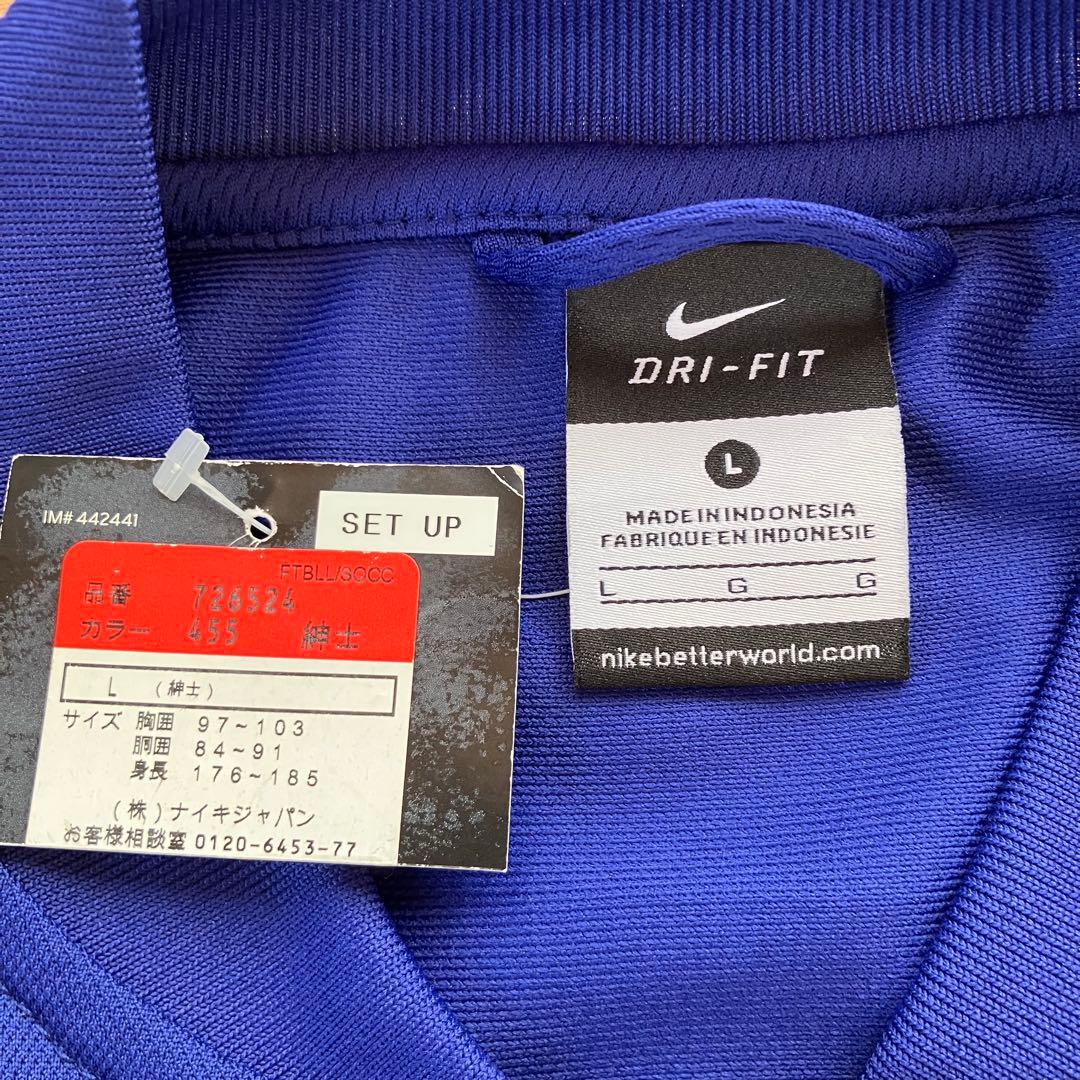 DRI-FIT
L
MADE IN INDONESIA
FABRIQUE EN INDONESIE
L G G
nikebetterworld.com
IM# 442441
SET UP
FTBLL/SOCC
品番 726524
カラー 455 紳士
L (紳士)
サイズ 胸囲 97~103
胴囲 84~91
身長 176~185
(株)ナイキジャパン
お客様相談室 0120-6453-77